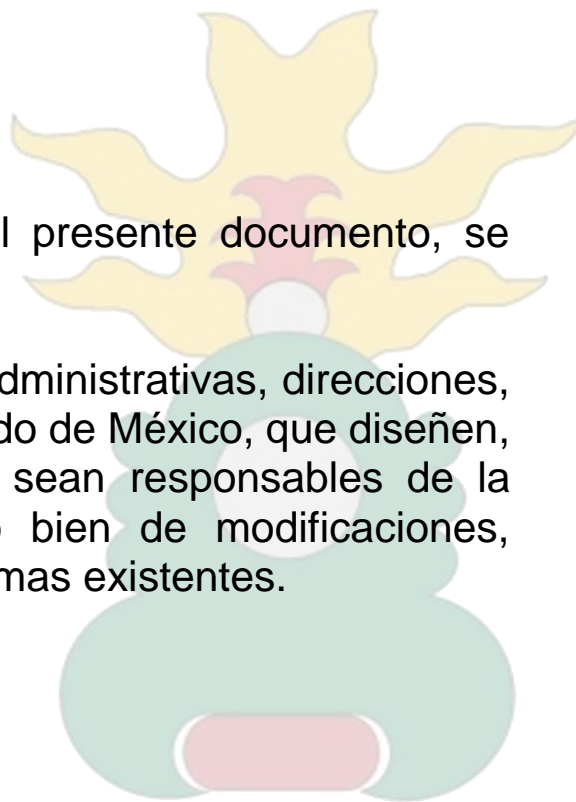 l presente documento, se
dministrativas, direcciones,
do de México, que diseñen,
sean responsables de la
bien de modificaciones,
mas existentes.